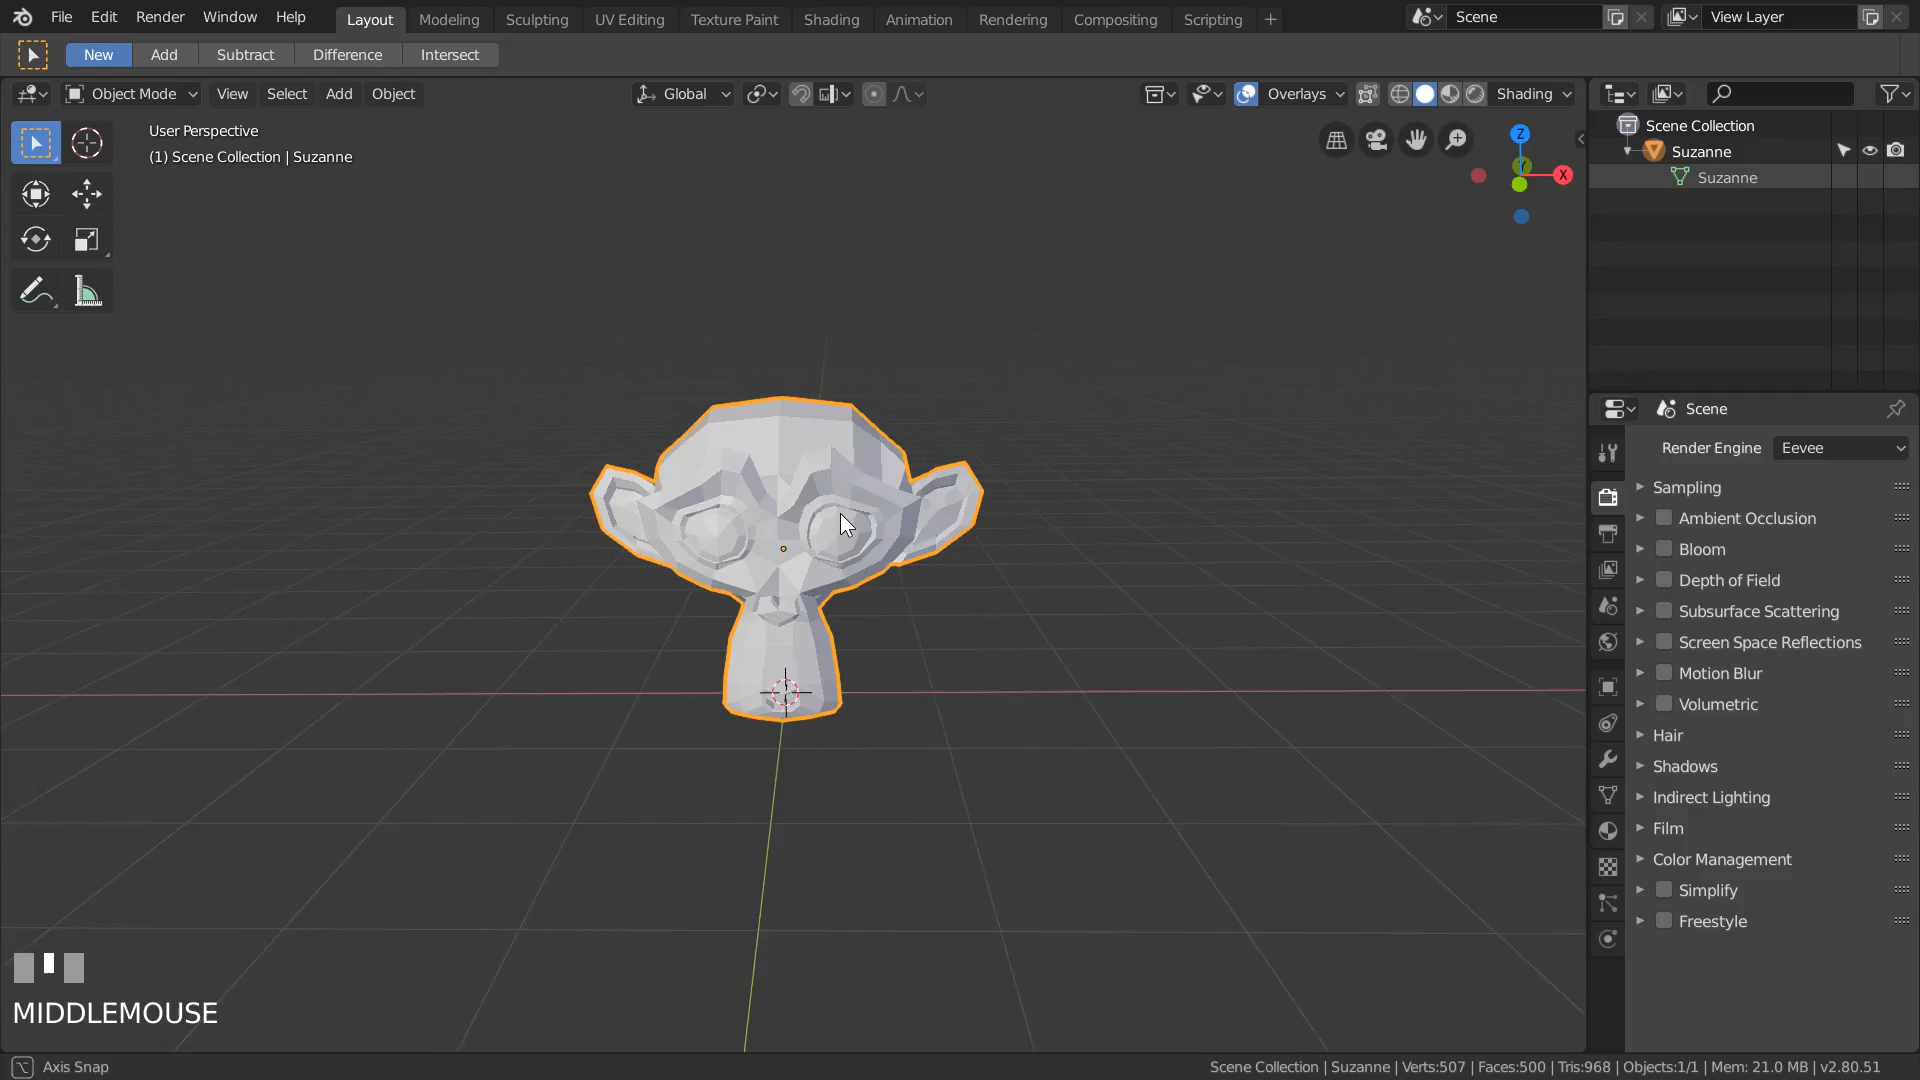 File Edit Render Window Help Layout Modeling Sculpting UV Editing Texture Paint Shading Animation Rendering Compositing Scripting + Scene View Layer
New Add Subtract Difference Intersect
Object Mode View Select Add Object Global Overlays Shading
User Perspective
(1) Scene Collection | Suzanne
Z
Y
X
Scene Collection
Suzanne
Suzanne
Scene
Render Engine Eevee
Sampling
Ambient Occlusion
Bloom
Depth of Field
Subsurface Scattering
Screen Space Reflections
Motion Blur
Volumetric
Hair
Shadows
Indirect Lighting
Film
Color Management
Simplify
Freestyle
MIDDLEMOUSE
Axis Snap
Scene Collection | Suzanne | Verts:507 | Faces:500 | Tris:968 | Objects:1/1 | Mem: 21.0 MB | v2.80.51